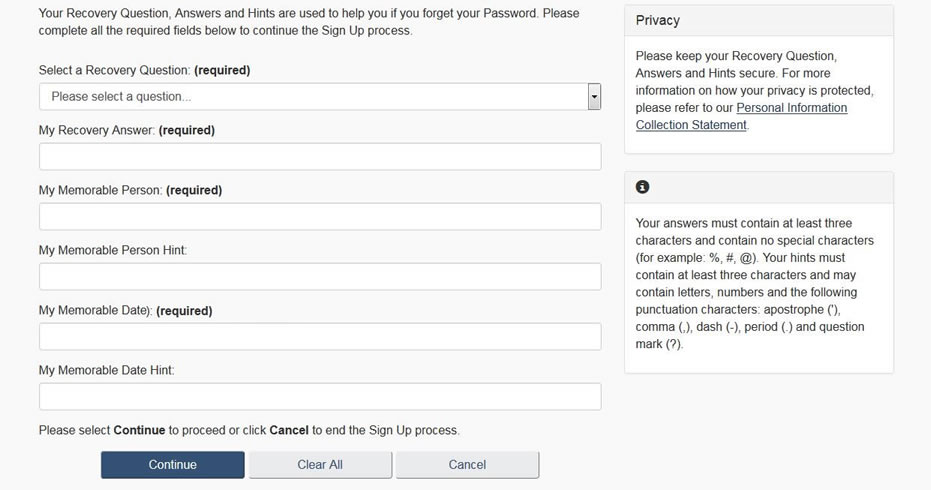 Your Recovery Question, Answers and Hints are used to help you if you forget your Password. Please
complete all the required fields below to continue the Sign Up process.
Select a Recovery Question: (required)
Please select a question...
My Recovery Answer: (required)
My Memorable Person: (required)
My Memorable Person Hint:
My Memorable Date): (required)
My Memorable Date Hint:
Please select Continue to proceed or click Cancel to end the Sign Up process.
Continue
Clear All
Cancel
Privacy
Please keep your Recovery Question,
Answers and Hints secure. For more
information on how your privacy is protected,
please refer to our Personal Information
Collection Statement.
Your answers must contain at least three
characters and contain no special characters
(for example: %, #, @). Your hints must
contain at least three characters and may
contain letters, numbers and the following
punctuation characters: apostrophe ('),
comma (,), dash (-), period (.) and question
mark (?).